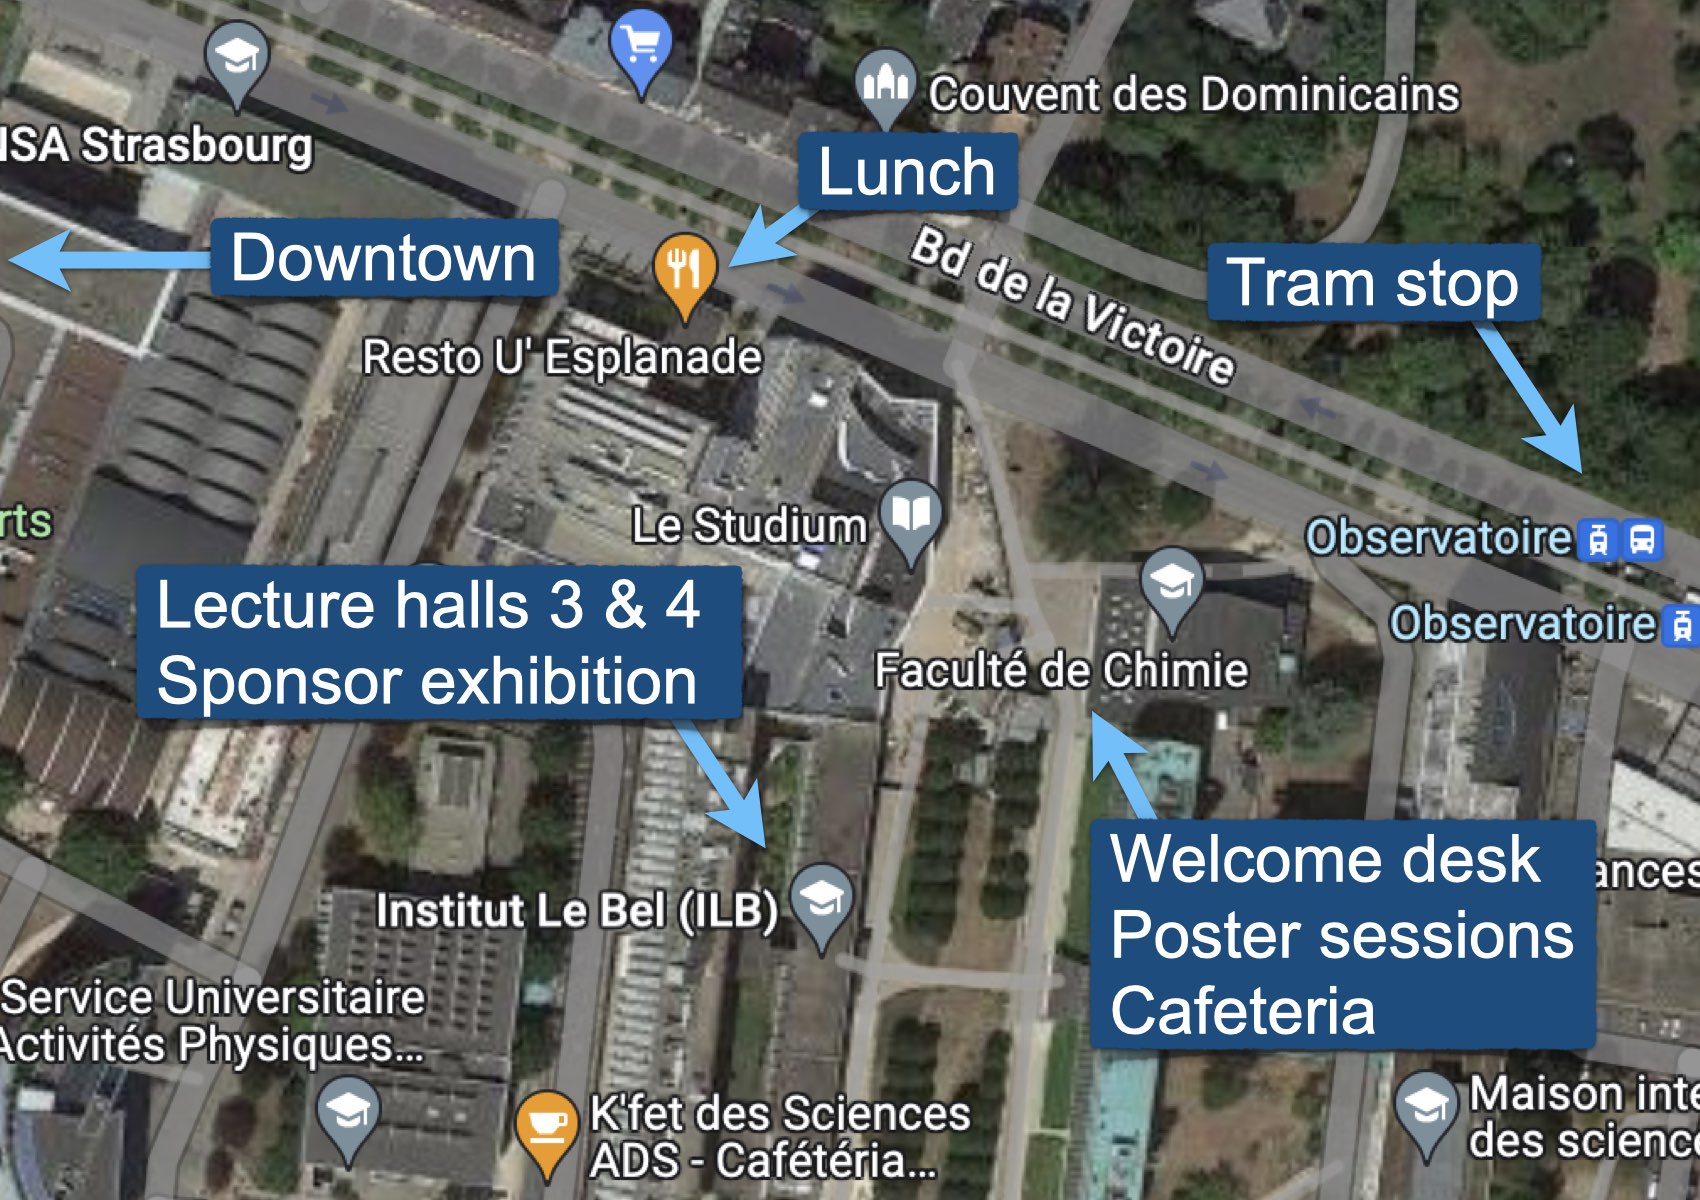 Couvent des Dominicains
NSA Strasbourg
Lunch
Downtown
Bd de la Victoire
Tram stop
Resto U' Esplanade
rts
Le Studium
Observatoire
Observatoire
Lecture halls 3 & 4
Sponsor exhibition
Faculté de Chimie
Welcome desk
Poster sessions
Cafeteria
ances
Institut Le Bel (ILB)
Service Universitaire
Activités Physiques...
K'fet des Sciences
ADS - Cafétéria...
Maison inte
des science